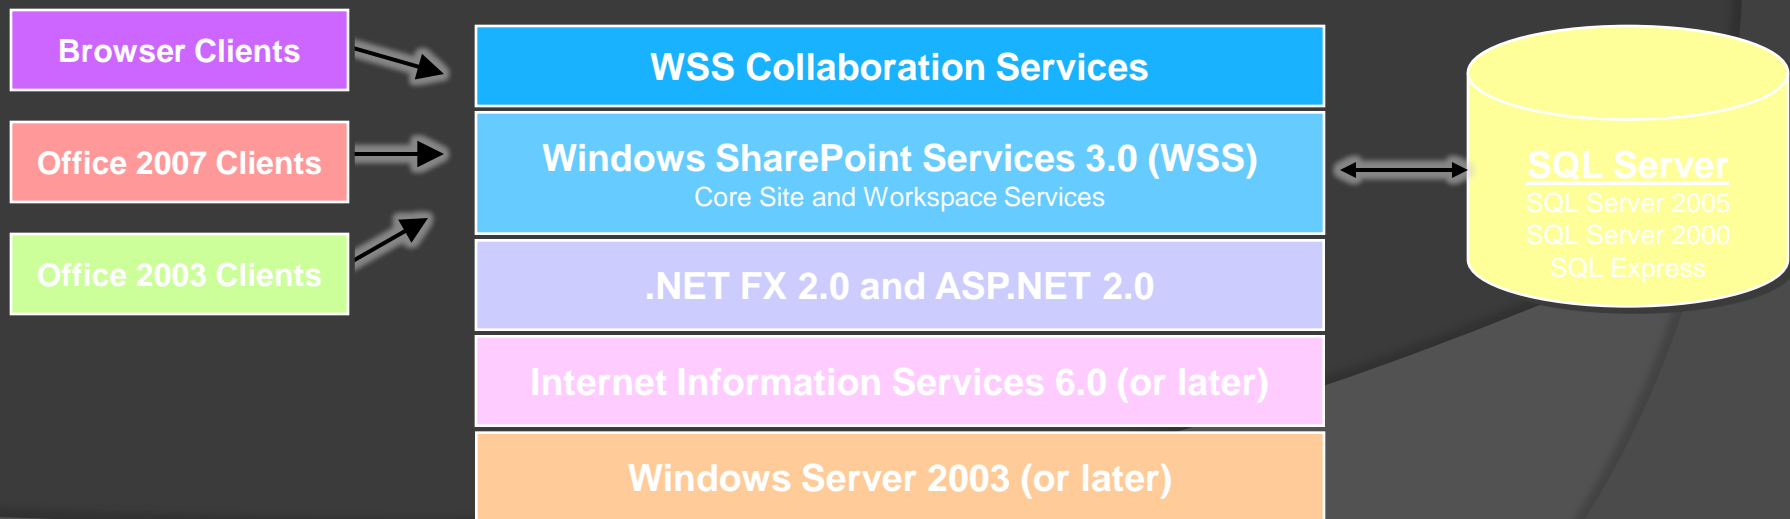 Browser Clients
Office 2007 Clients
Office 2003 Clients
WSS Collaboration Services
Windows SharePoint Services 3.0 (WSS)
Core Site and Workspace Services
.NET FX 2.0 and ASP.NET 2.0
Internet Information Services 6.0 (or later)
Windows Server 2003 (or later)
SQL Server
SQL Server 2005
SQL Server 2000
SQL Express